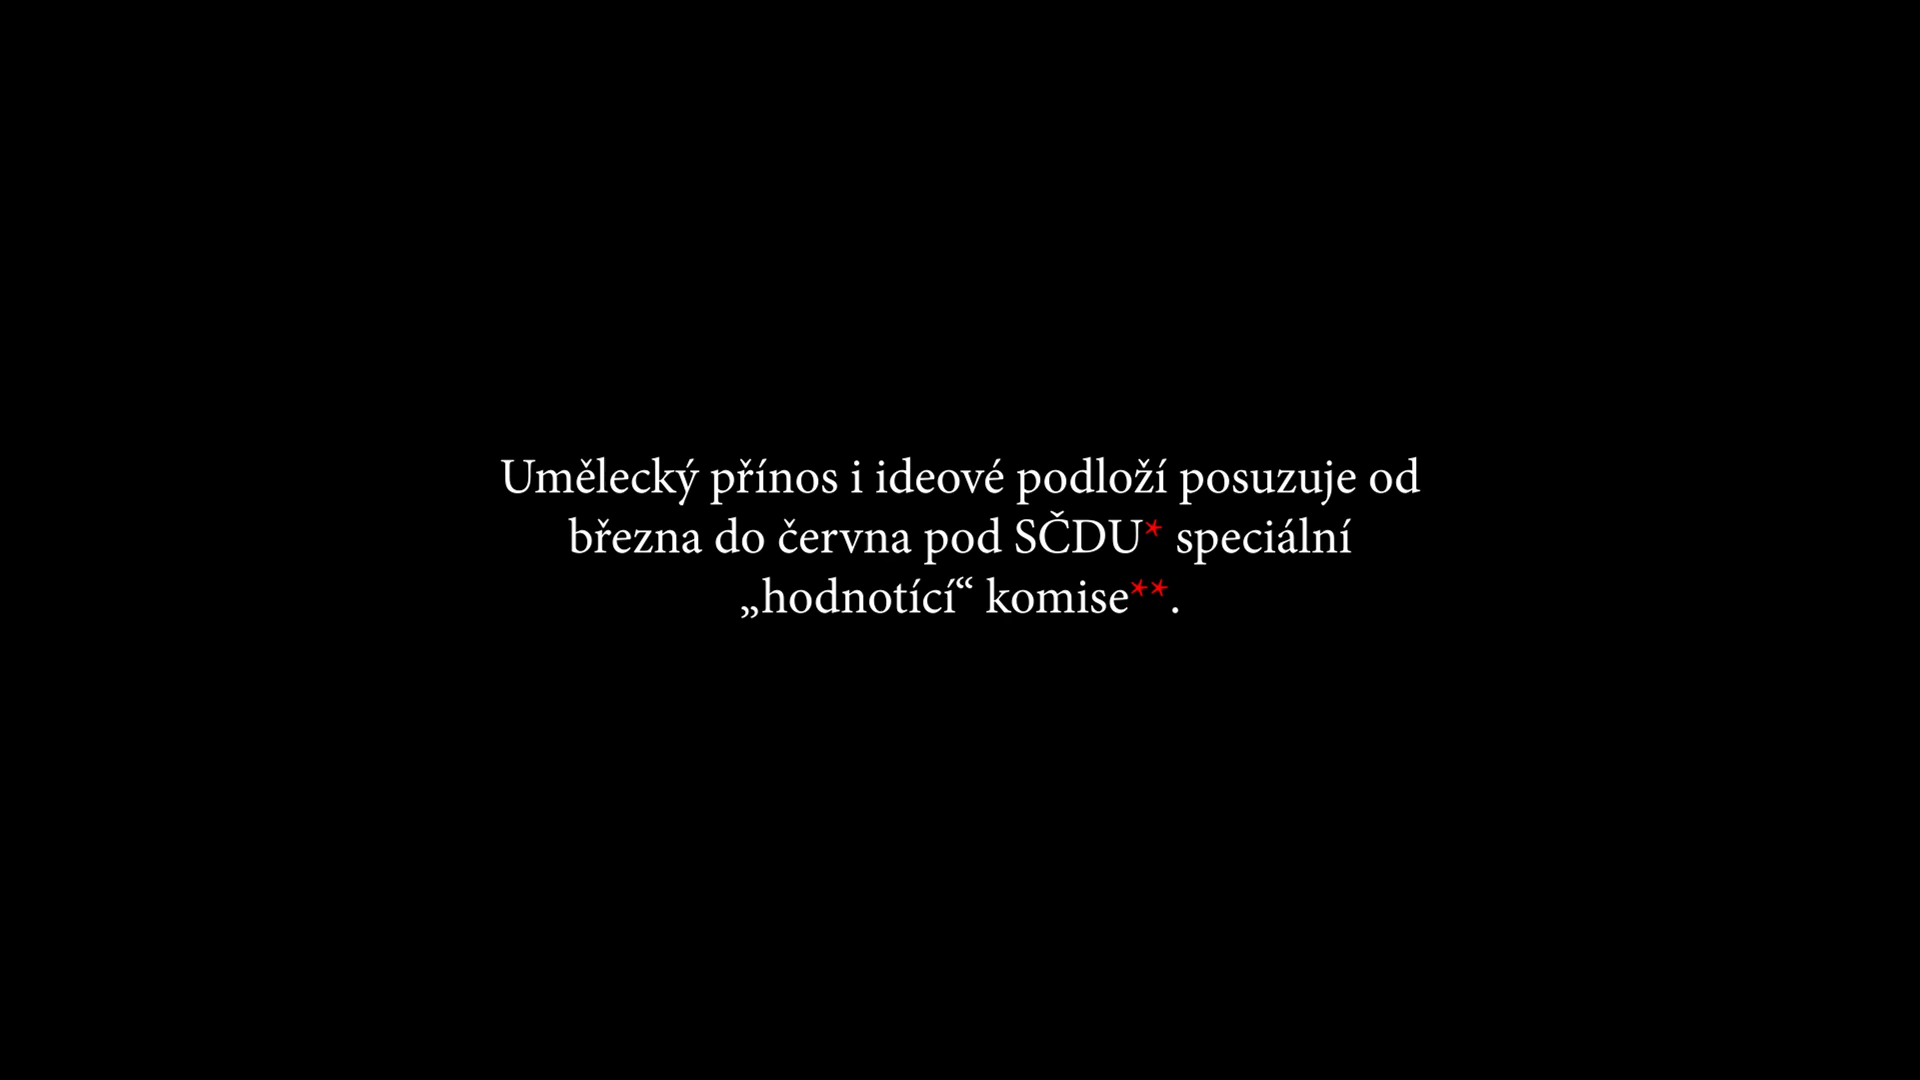 Umělecký přínos i ideové podloží posuzuje od
března do června pod SČDU* speciální
„hodnotící“ komise**.